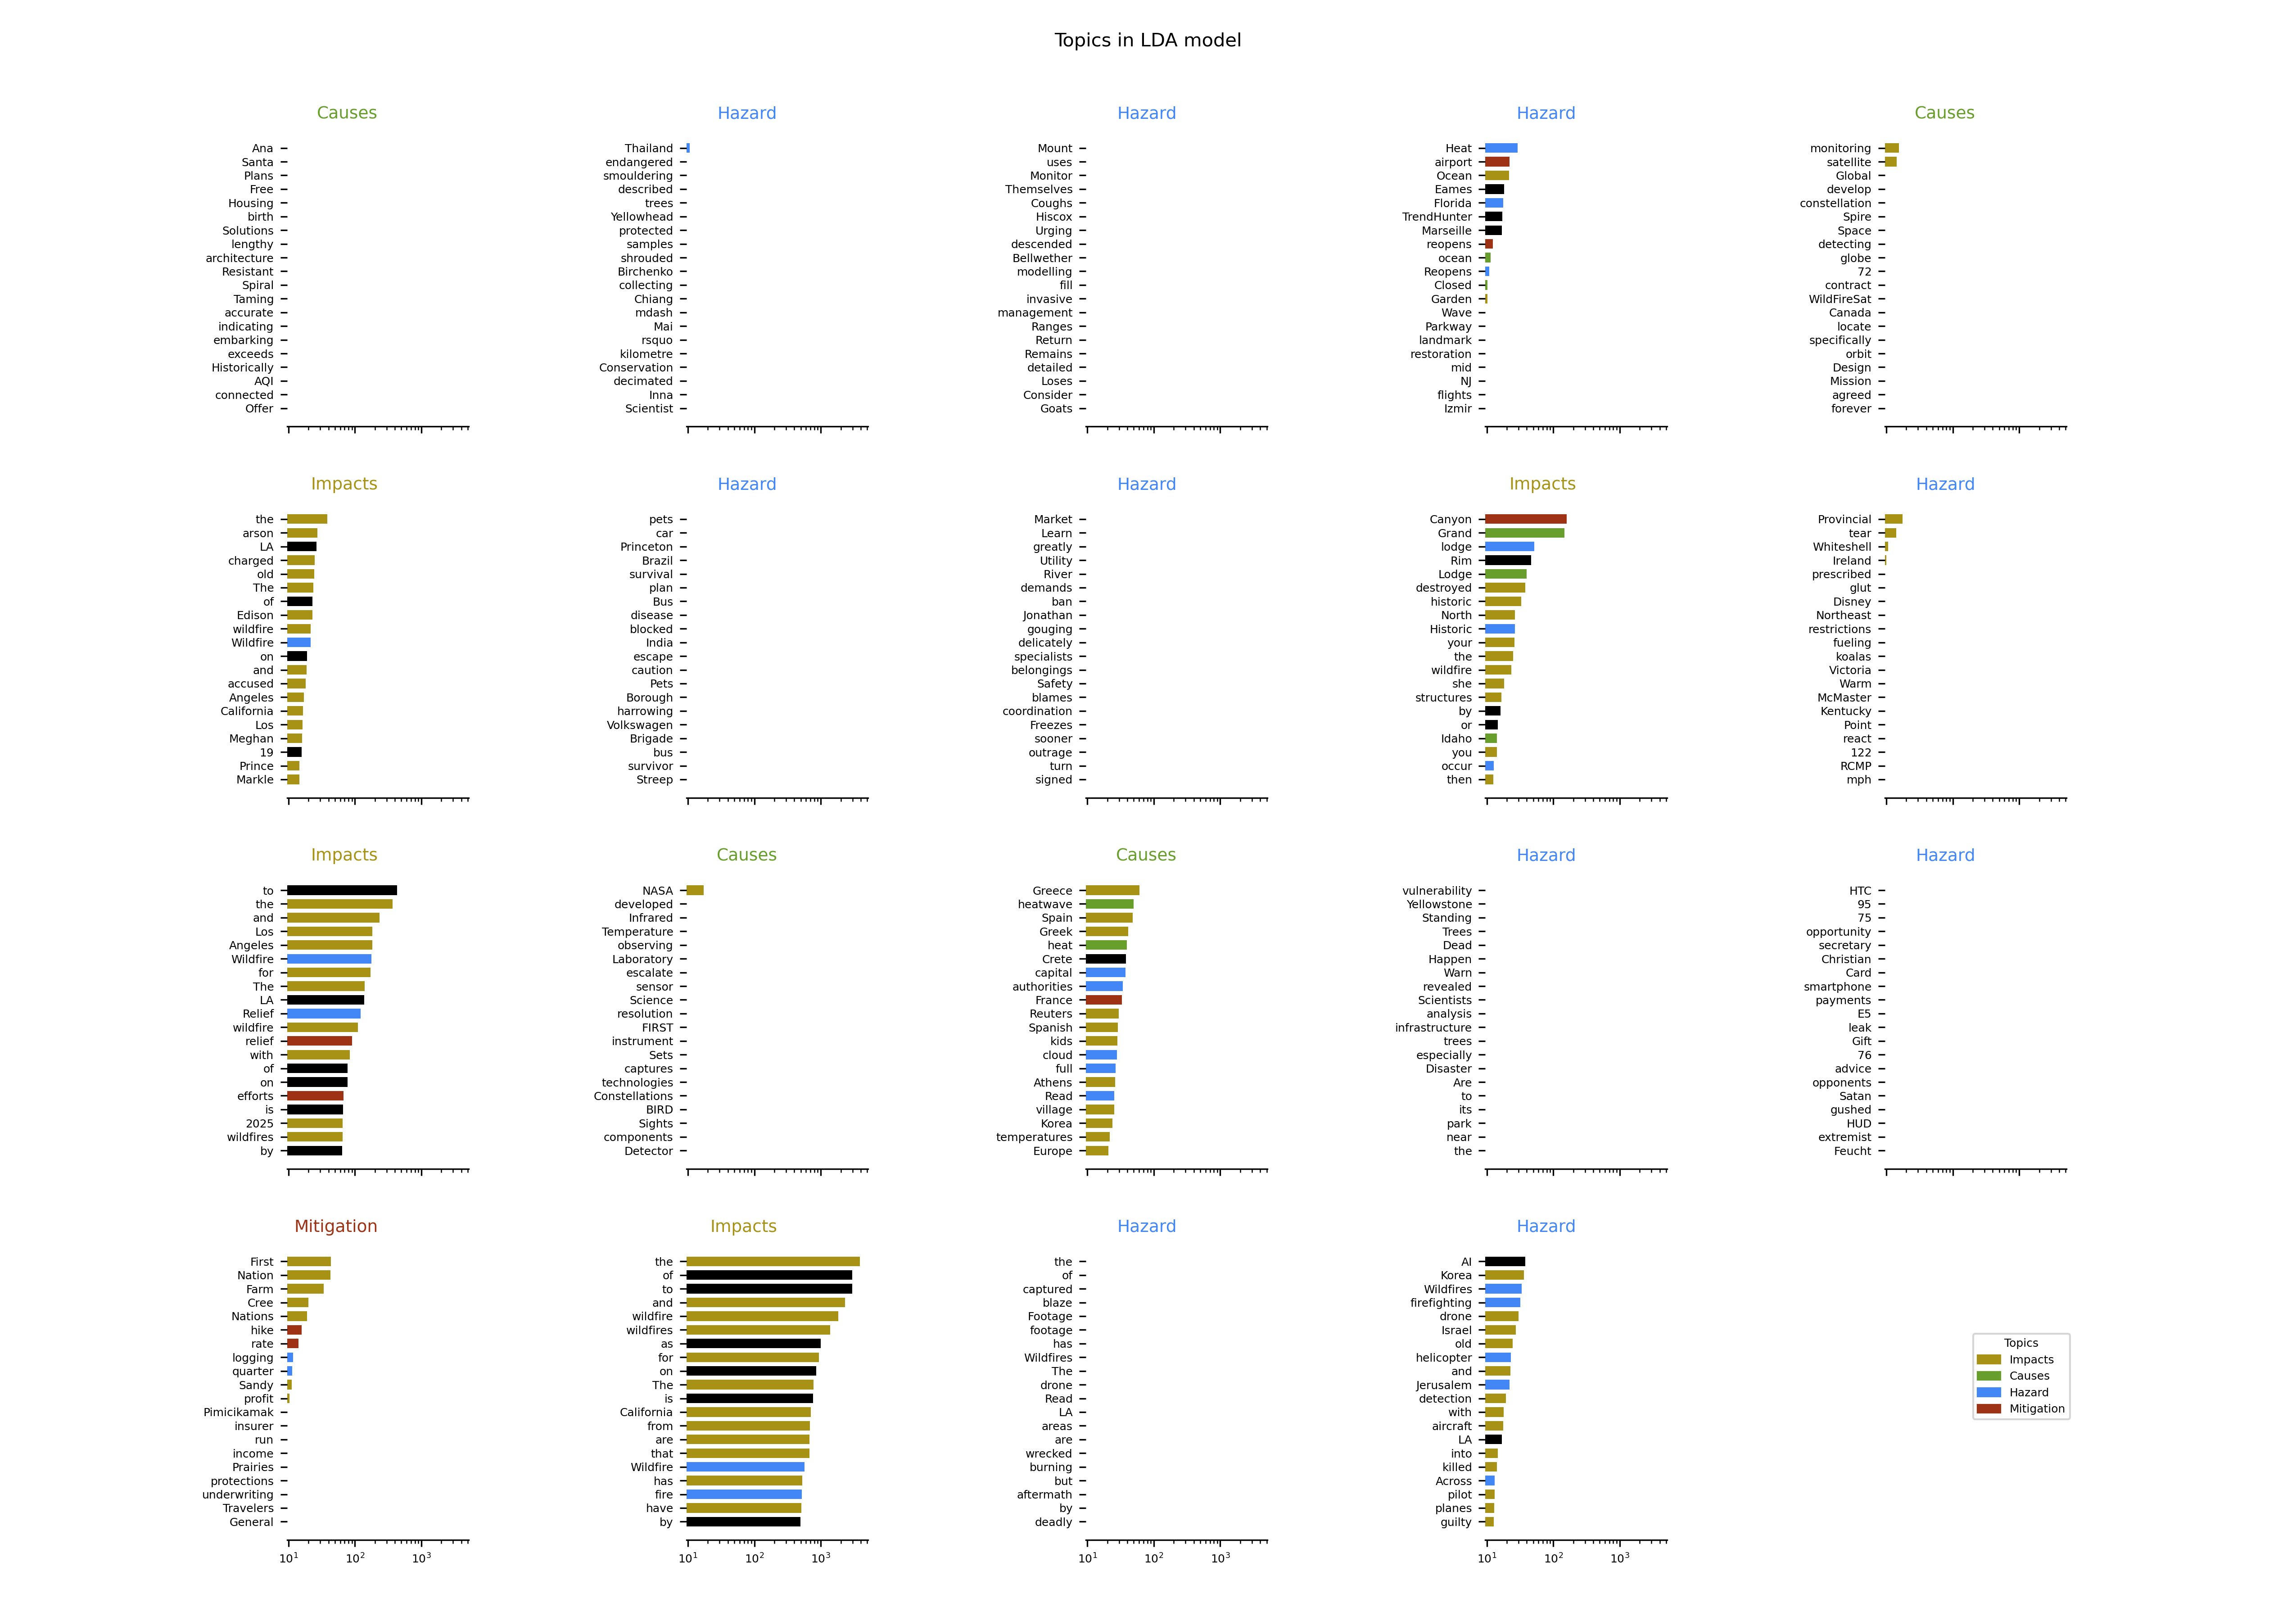 Topics in LDA model
Causes
Ana
Santa
Plans
Free
Housing
birth
Solutions
lengthy
architecture
Resistant
Spiral
Taming
accurate
indicating
embarking
exceeds
Historically
AQI
connected
Offer
Hazard
Thailand
endangered
smouldering
described
trees
Yellowhead
protected
samples
shrouded
Birchenko
collecting
Chiang
mdash
Mai
rsquo
kilometre
Conservation
decimated
Inna
Scientist
Hazard
Mount
uses
Monitor
Themselves
Coughs
Hiscox
Urging
descended
Bellwether
modelling
fill
invasive
management
Ranges
Return
Remains
detailed
Loses
Consider
Goats
Hazard
Heat
airport
Ocean
Eames
Florida
TrendHunter
Marseille
reopens
ocean
Reopens
Closed
Garden
Wave
Parkway
landmark
restoration
mid
NJ
flights
Izmir
Causes
monitoring
satellite
Global
develop
constellation
Spire
Space
detecting
globe
72
contract
WildFireSat
Canada
locate
specifically
orbit
Design
Mission
agreed
forever
Impacts
the
arson
LA
charged
old
The
of
Edison
wildfire
Wildfire
on
and
accused
Angeles
California
Los
Meghan
19
Prince
Markle
Hazard
pets
car
Princeton
Brazil
survival
plan
Bus
disease
blocked
India
escape
caution
Pets
Borough
harrowing
Volkswagen
Brigade
bus
survivor
Streep
Hazard
Market
Learn
greatly
Utility
River
demands
ban
Jonathan
gouging
delicately
specialists
belongings
Safety
blames
coordination
Freezes
sooner
outrage
turn
signed
Impacts
Canyon
Grand
lodge
Rim
Lodge
destroyed
historic
North
Historic
your
the
wildfire
she
structures
by
or
Idaho
you
occur
then
Hazard
Provincial
tear
Whiteshell
Ireland
prescribed
glut
Disney
Northeast
restrictions
fueling
koalas
Victoria
Warm
McMaster
Kentucky
Point
react
122
RCMP
mph
Impacts
to
the
and
Los
Angeles
Wildfire
for
The
LA
Relief
wildfire
relief
with
of
on
efforts
is
2025
wildfires
by
Causes
NASA
developed
Infrared
Temperature
observing
Laboratory
escalate
sensor
Science
resolution
FIRST
instrument
Sets
captures
technologies
Constellations
BIRD
Sights
components
Detector
Causes
Greece
heatwave
Spain
Greek
heat
Crete
capital
authorities
France
Reuters
Spanish
kids
cloud
full
Athens
Read
village
Korea
temperatures
Europe
Hazard
vulnerability
Yellowstone
Standing
Trees
Dead
Happen
Warn
revealed
Scientists
analysis
infrastructure
trees
especially
Disaster
Are
to
its
park
near
the
Hazard
HTC
95
75
opportunity
secretary
Christian
Card
smartphone
payments
E5
leak
Gift
76
advice
opponents
Satan
gushed
HUD
extremist
Feucht
Mitigation
First
Nation
Farm
Cree
Nations
hike
rate
logging
quarter
Sandy
profit
Pimicikamak
insurer
run
income
Prairies
protections
underwriting
Travelers
General
10¹ 10² 10³
Impacts
the
of
to
and
wildfire
wildfires
as
for
on
The
is
California
from
are
that
Wildfire
has
fire
have
by
10¹ 10² 10³
Hazard
the
of
captured
blaze
Footage
footage
has
Wildfires
The
drone
Read
LA
areas
are
wrecked
burning
but
aftermath
by
deadly
10¹ 10² 10³
Hazard
AI
Korea
Wildfires
firefighting
drone
Israel
old
helicopter
and
Jerusalem
detection
with
aircraft
LA
into
killed
Across
pilot
planes
guilty
10¹ 10² 10³
Topics
Impacts
Causes
Hazard
Mitigation